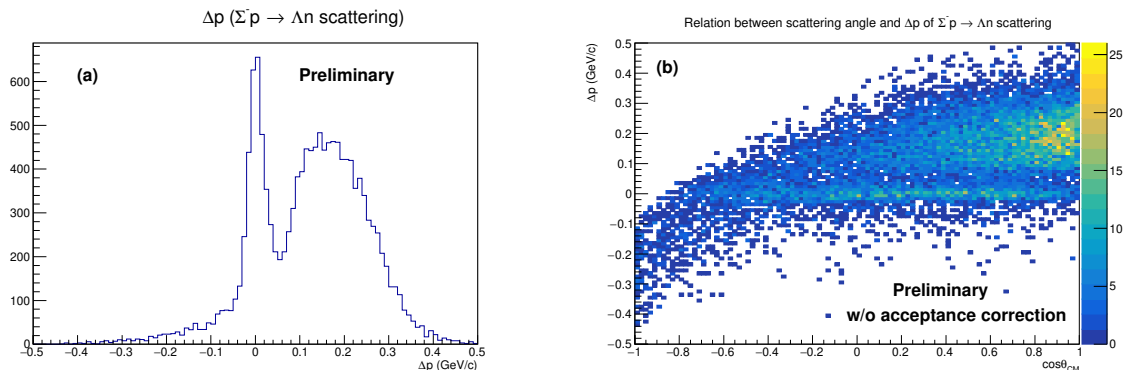 Δp (Σ⁻p → Λn scattering)
(a)
Preliminary
600
500
400
300
200
100
0
−0.5 −0.4 −0.3 −0.2 −0.1 0 0.1 0.2 0.3 0.4 0.5
Δp (GeV/c)
Relation between scattering angle and Δp of Σ⁻p → Λn scattering
Δp (GeV/c)
(b)
0.5
0.4
0.3
0.2
0.1
0
−0.1
−0.2
−0.3
−0.4
−0.5
Preliminary
w/o acceptance correction
−1 −0.8 −0.6 −0.4 −0.2 0 0.2 0.4 0.6 0.8 1
cosθCM
25
20
15
10
5
0